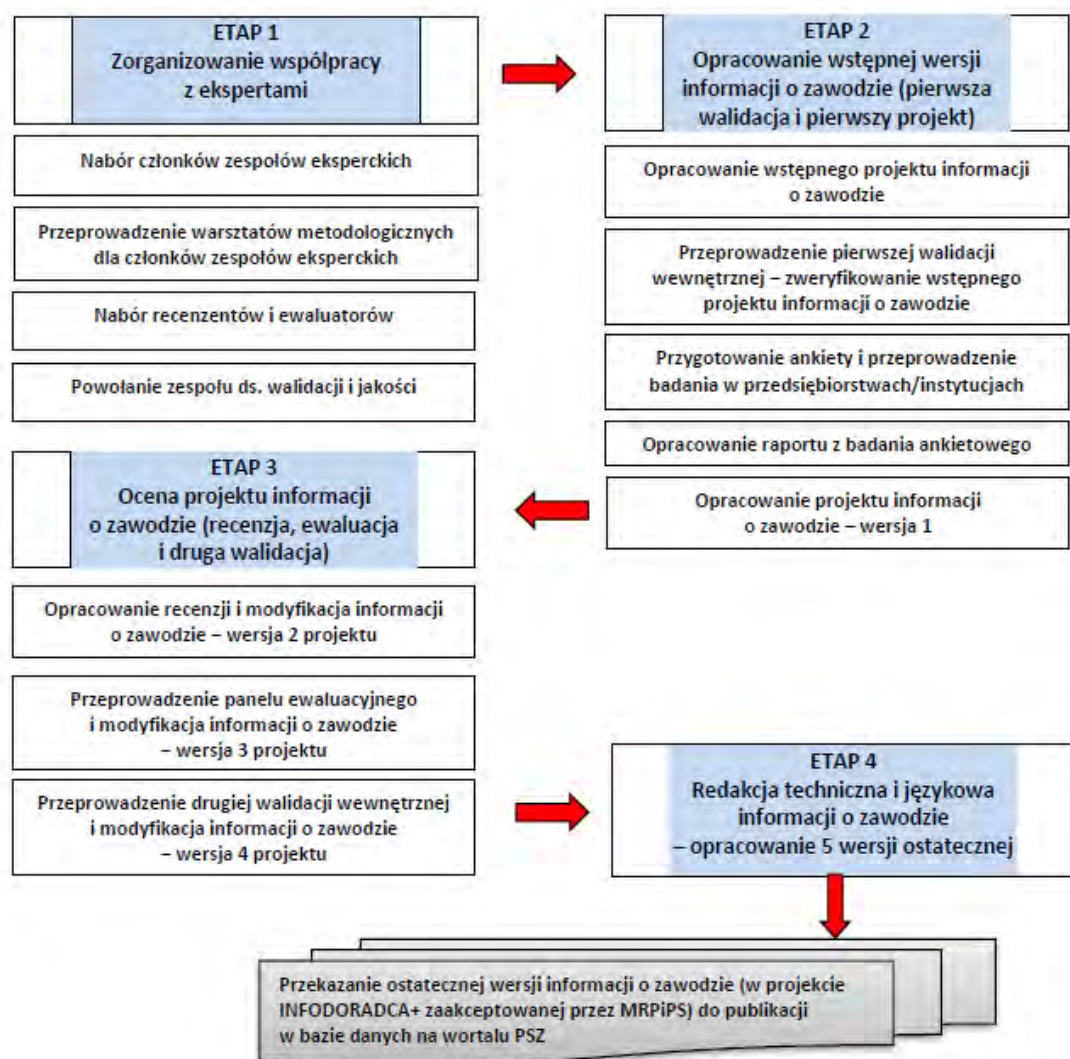 ETAP 1
Zorganizowanie współpracy
z ekspertami
Nabór członków zespołów eksperckich
Przeprowadzenie warsztatów metodologicznych
dla członków zespołów eksperckich
Nabór recenzentów i ewaluatorów
Powołanie zespołu ds. walidacji i jakości
ETAP 2
Opracowanie wstępnej wersji
informacji o zawodzie (pierwsza
walidacja i pierwszy projekt)
Opracowanie wstępnego projektu informacji
o zawodzie
Przeprowadzenie pierwszej walidacji
wewnętrznej – zweryfikowanie wstępnego
projektu informacji o zawodzie
Przygotowanie ankiety i przeprowadzenie
badania w przedsiębiorstwach/instytucjach
Opracowanie raportu z badania ankietowego
Opracowanie projektu informacji
o zawodzie – wersja 1
ETAP 3
Ocena projektu informacji
o zawodzie (recenzja, ewaluacja
i druga walidacja)
Opracowanie recenzji i modyfikacja informacji
o zawodzie – wersja 2 projektu
Przeprowadzenie panelu ewaluacyjnego
i modyfikacja informacji o zawodzie
– wersja 3 projektu
Przeprowadzenie drugiej walidacji wewnętrznej
i modyfikacja informacji o zawodzie
– wersja 4 projektu
ETAP 4
Redakcja techniczna i językowa
informacji o zawodzie
– opracowanie 5 wersji ostatecznej
Przekazanie ostatecznej wersji informacji o zawodzie (w projekcie
INFODORADCA+ zaakceptowanej przez MRPiPS) do publikacji
w bazie danych na wortalu PSZ